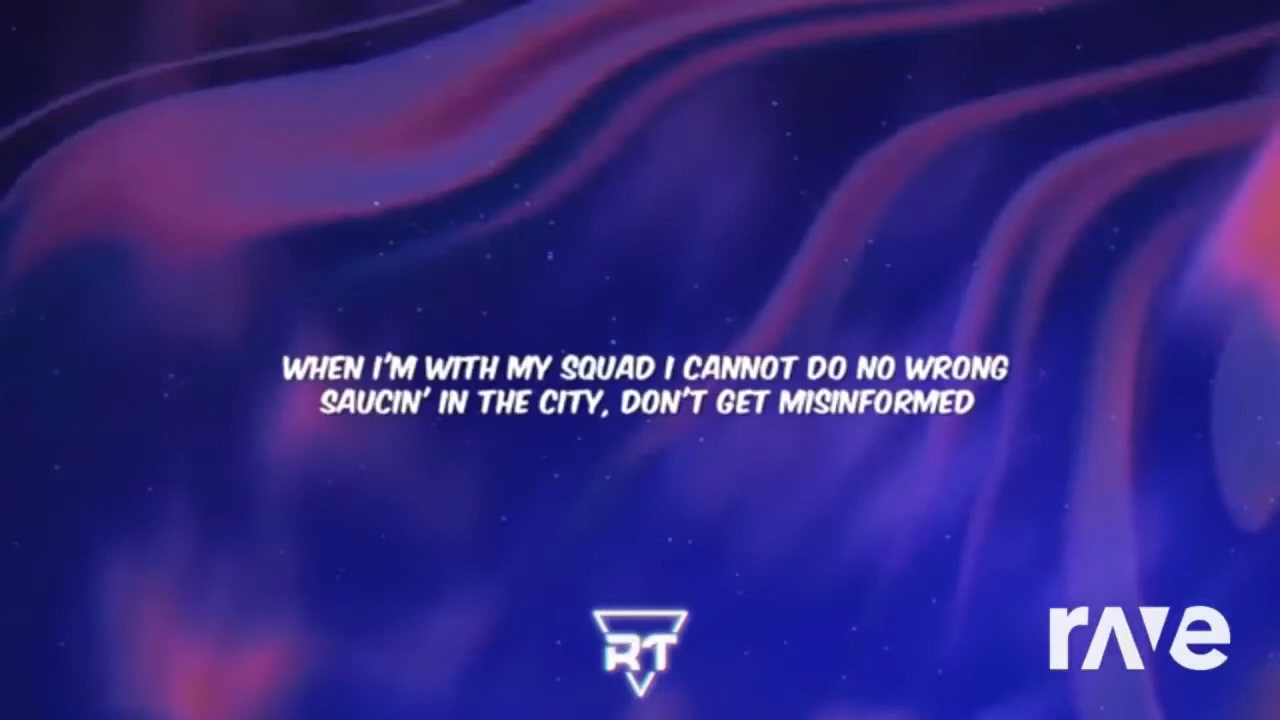 WHEN I'M WITH MY SQUAD I CANNOT DO NO WRONG
SAUCIN' IN THE CITY, DON'T GET MISINFORMED
RT
rave